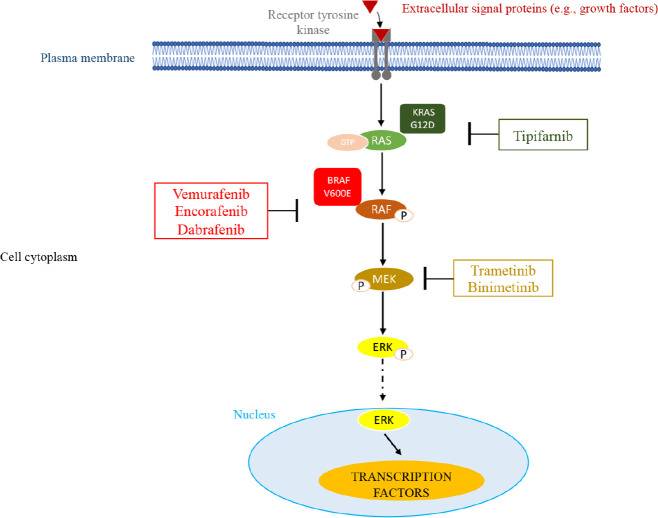 Extracellular signal proteins (e.g., growth factors)
Receptor tyrosine
kinase
Plasma membrane
KRAS
G12D
GTP
RAS
Tipifarnib
BRAF
V600E
Vemurafenib
Encorafenib
Dabrafenib
RAF
P
Cell cytoplasm
MEK
P
Trametinib
Binimetinib
ERK
P
Nucleus
ERK
TRANSCRIPTION
FACTORS